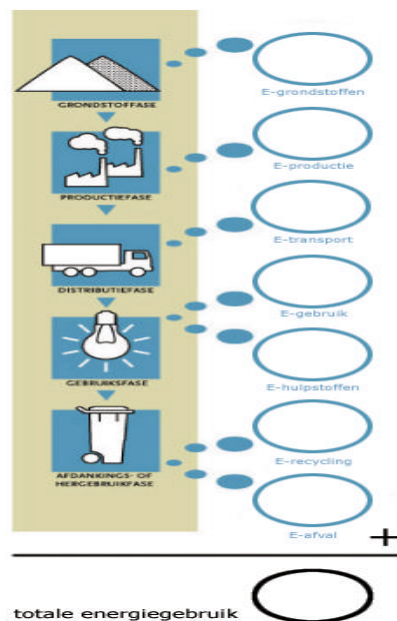 E-grondstoffen
GRONDSTOFFASE
E-productie
PRODUCTIEFASE
E-transport
DISTRIBUTIEFASE
E-gebruik
GEBRUIKSFASE
E-hulpstoffen
E-recycling
AFDANKINGS- OF
HERGEBRUIKFASE
E-afval
+
totale energiegebruik